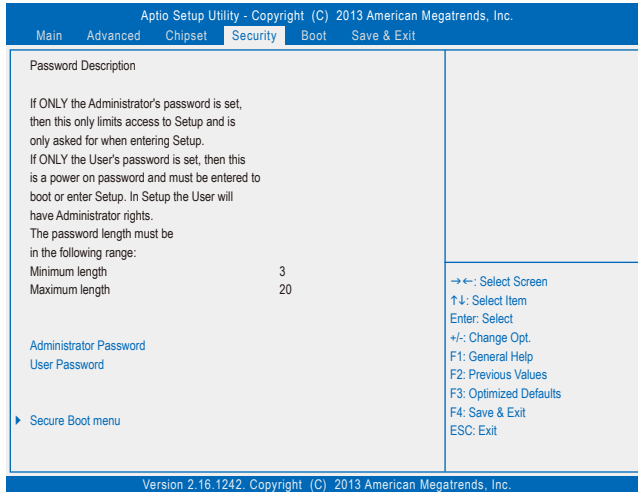 Aptio Setup Utility - Copyright (C) 2013 American Megatrends, Inc.
Main Advanced Chipset Security Boot Save & Exit
Password Description
If ONLY the Administrator's password is set,
then this only limits access to Setup and is
only asked for when entering Setup.
If ONLY the User's password is set, then this
is a power on password and must be entered to
boot or enter Setup. In Setup the User will
have Administrator rights.
The password length must be
in the following range:
Minimum length 3
Maximum length 20
Administrator Password
User Password
Secure Boot menu
→←: Select Screen
↑↓: Select Item
Enter: Select
+/-: Change Opt.
F1: General Help
F2: Previous Values
F3: Optimized Defaults
F4: Save & Exit
ESC: Exit
Version 2.16.1242. Copyright (C) 2013 American Megatrends, Inc.